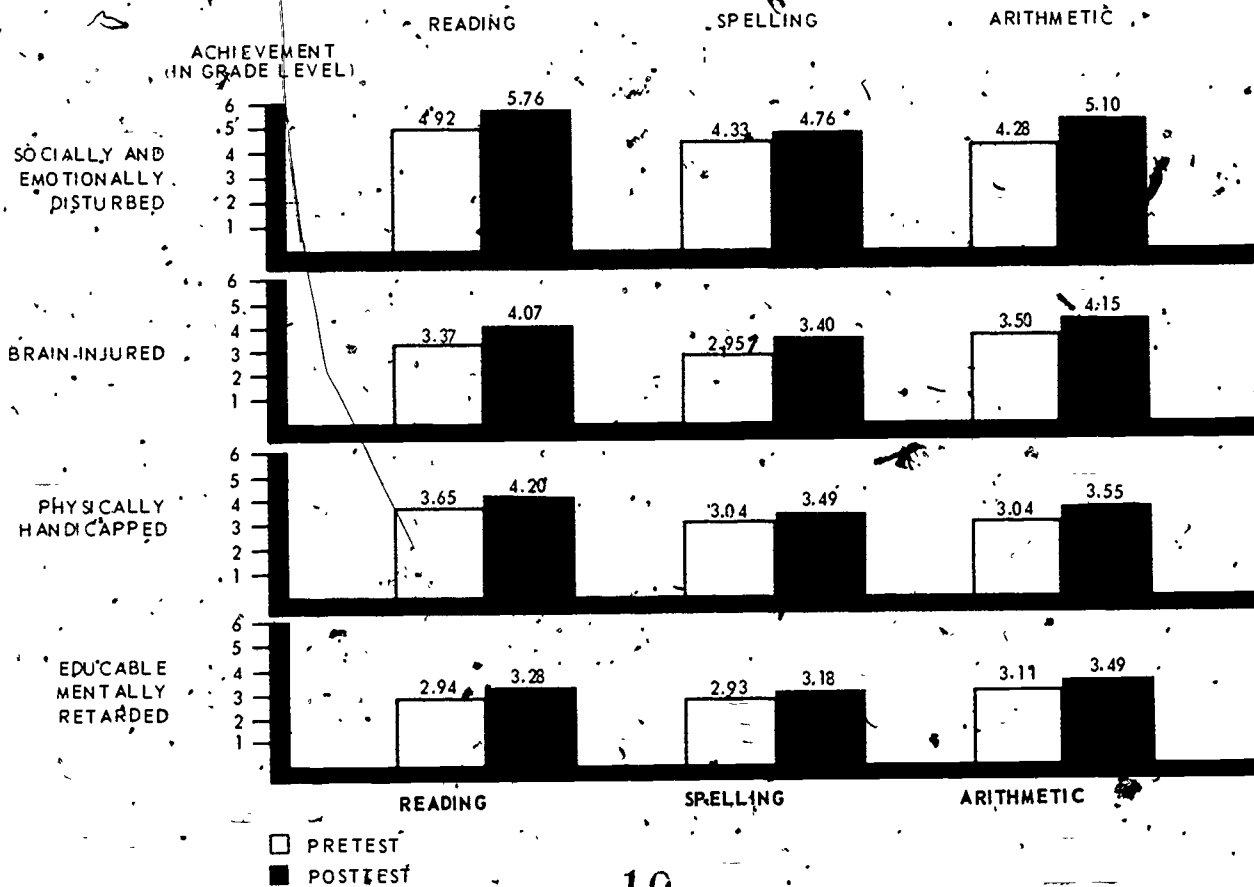 READING SPELLING ARITHMETIC
ACHIEVEMENT
(IN GRADE LEVEL)
SOCIALLY AND
EMOTIONALLY
DISTURBED
6
5
4
3
2
1
4.92 5.76 4.33 4.76 4.28 5.10
BRAIN-INJURED
6
5
4
3
2
1
3.37 4.07 2.95 3.40 3.50 4.15
PHYSICALLY
HANDICAPPED
6
5
4
3
2
1
3.65 4.20 3.04 3.49 3.04 3.55
EDUCABLE
MENTALLY
RETARDED
6
5
4
3
2
1
2.94 3.28 2.93 3.18 3.11 3.49
READING SPELLING ARITHMETIC
PRETEST
POSTTEST